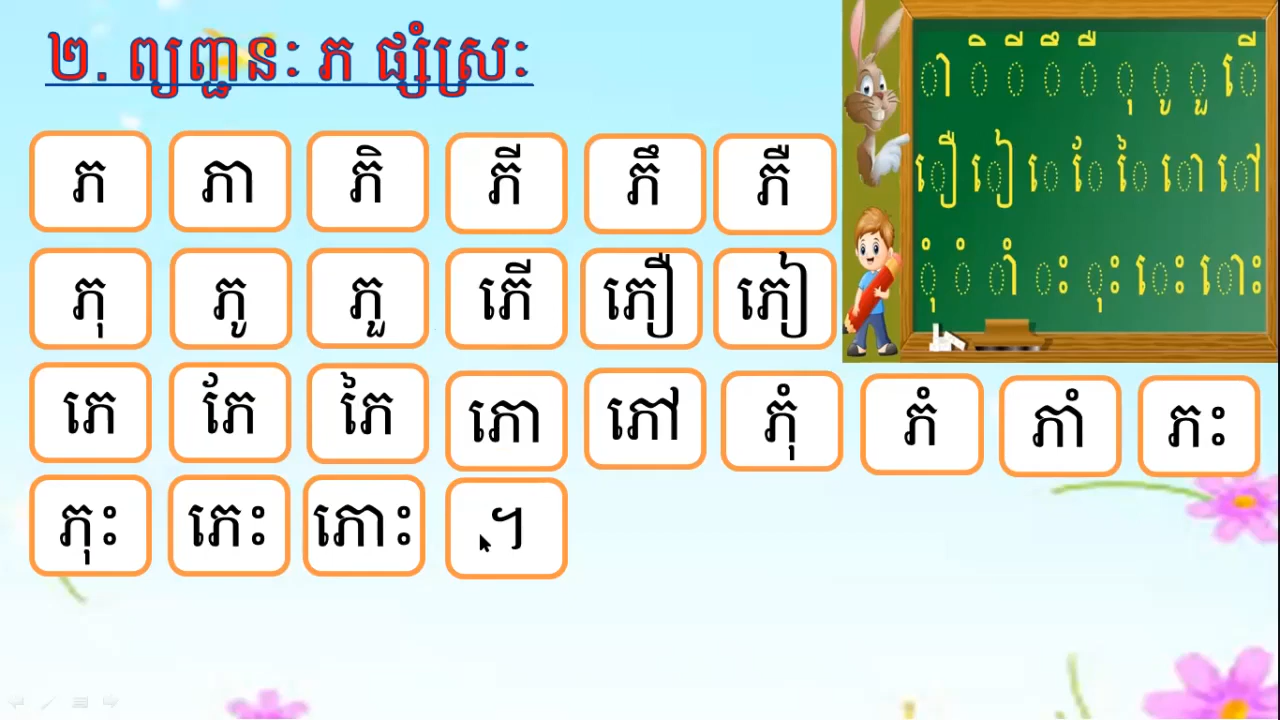 ២. ព្យញ្ជនៈ ភ ផ្សំស្រៈ
ា ិ ី ឹ ឺ ុ ូ ួ ើ
ឿ ៀ េ ែ ៃ ោ ៅ
ុំ ំ ាំ ះ ុះ េះ ោះ
ភ ភា ភិ ភី ភឹ ភឺ
ភុ ភូ ភួ ភើ ភឿ ភៀ
ភេ ភែ ភៃ ភោ ភៅ ភុំ ភំ ភាំ ភះ
ភុះ ភេះ ភោះ ។